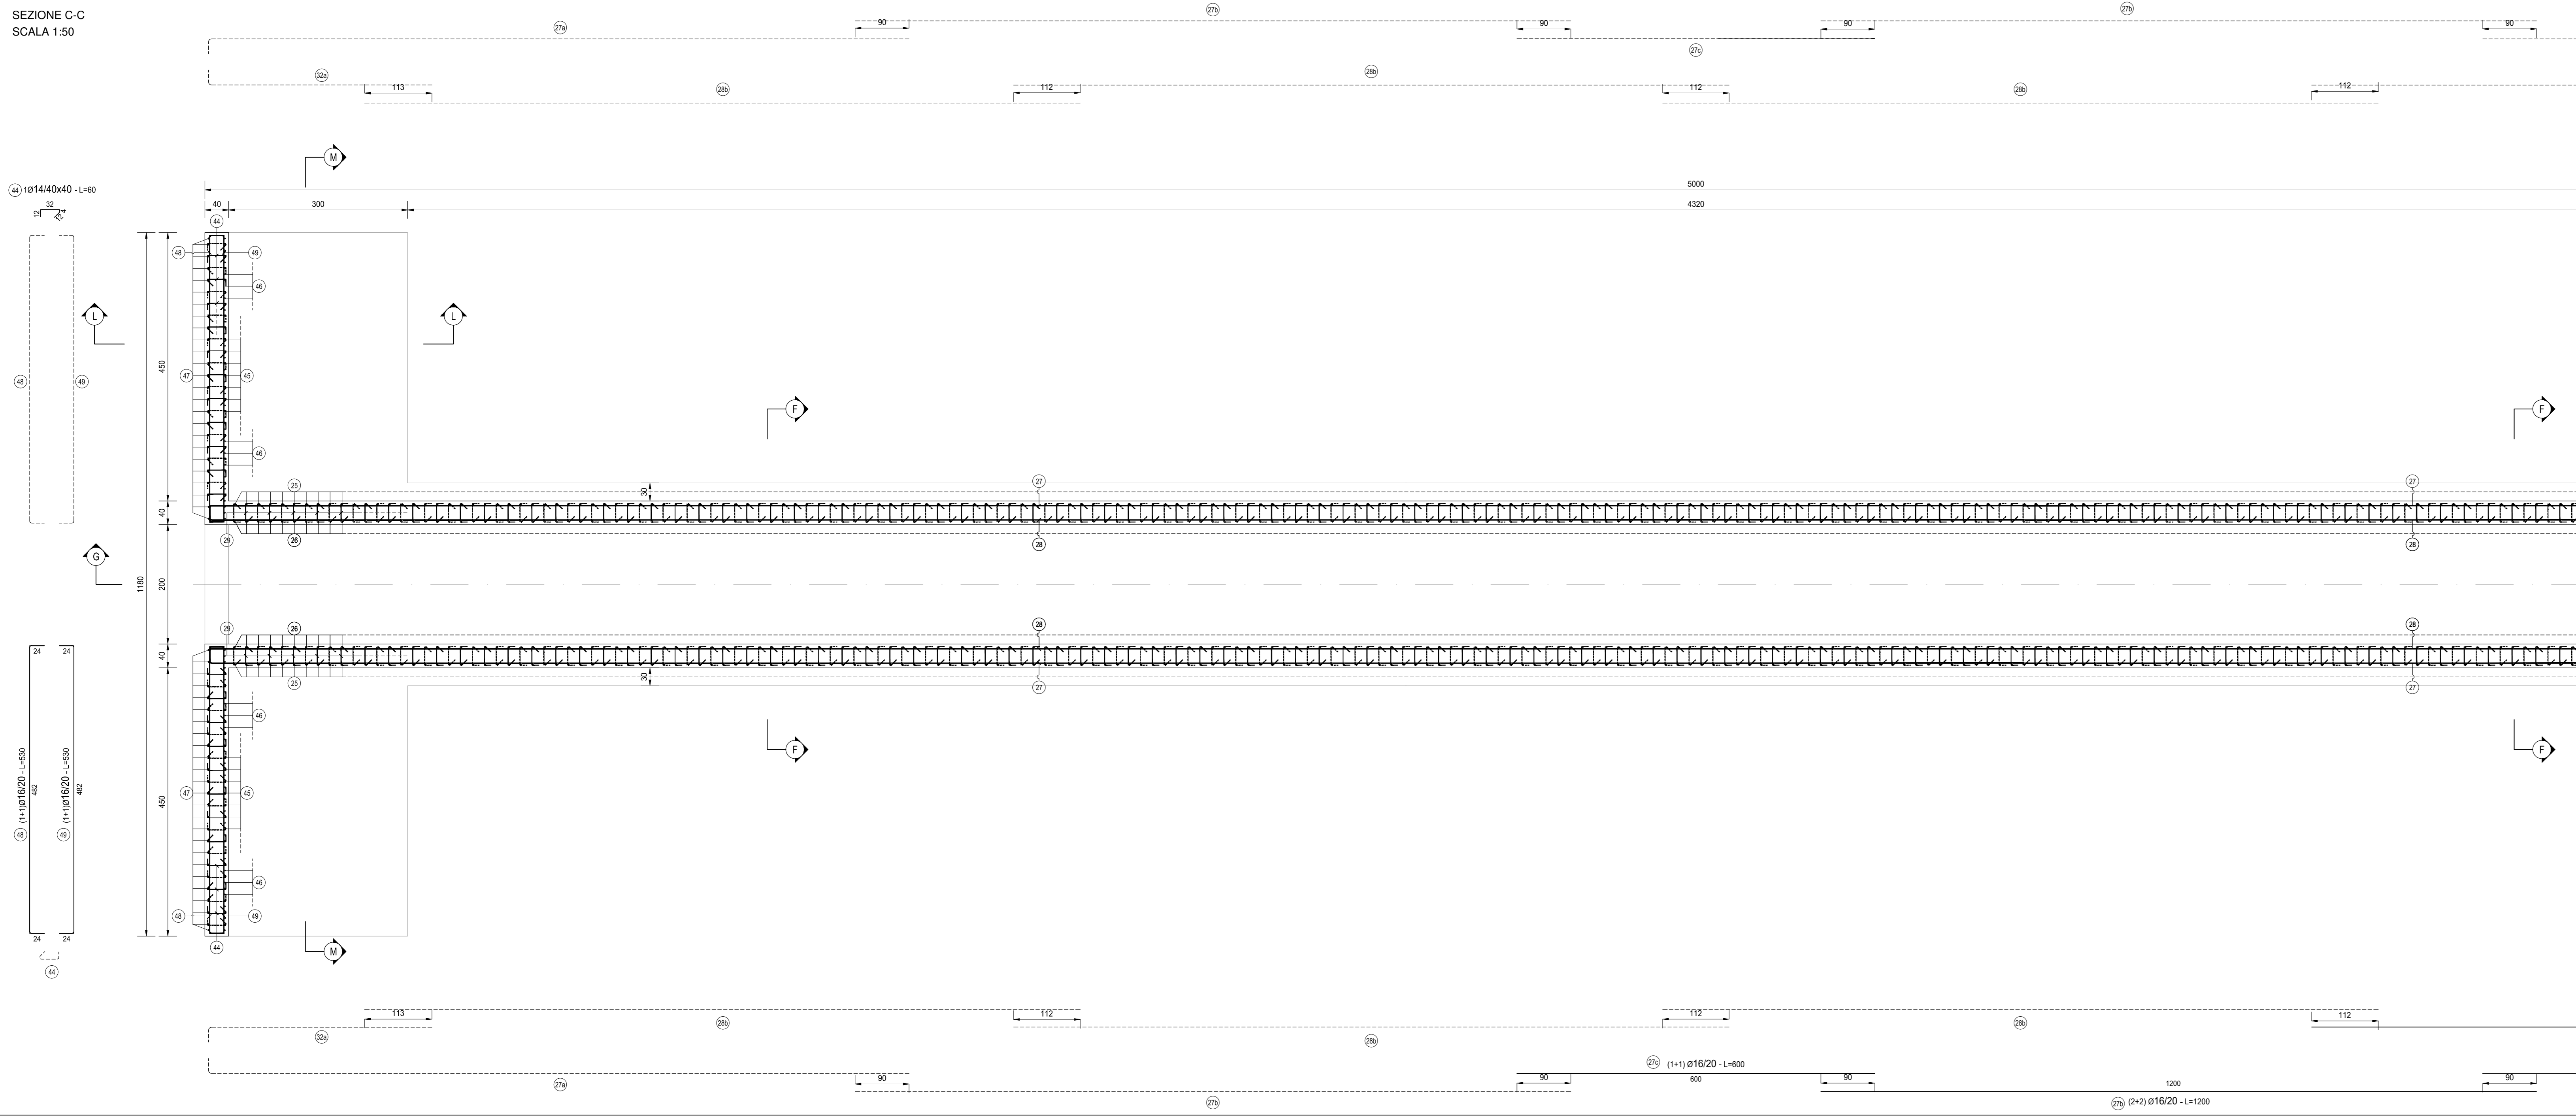 SEZIONE C-C
SCALA 1:50
27a
90
27b
90
27c
90
27b
90
32a
113
28b
112
28b
112
28b
112
M
44 1Ø14/40x40 - L=60
32
12
12
4
5000
40
300
4320
44
48
49
46
L
L
450
48
49
47
45
F
F
46
25
30
27
27
40
29
26
28
28
G
1180
200
29
26
28
28
24
24
40
25
30
27
27
46
F
F
48 (1+1)Ø16/20 - L=530
482
49 (1+1)Ø16/20 - L=530
482
450
47
45
46
48
49
24
24
44
M
44
113
28b
112
28b
112
28b
112
32a
27a
90
27b
27c (1+1) Ø16/20 - L=600
90
600
90
1200
90
27b (2+2) Ø16/20 - L=1200